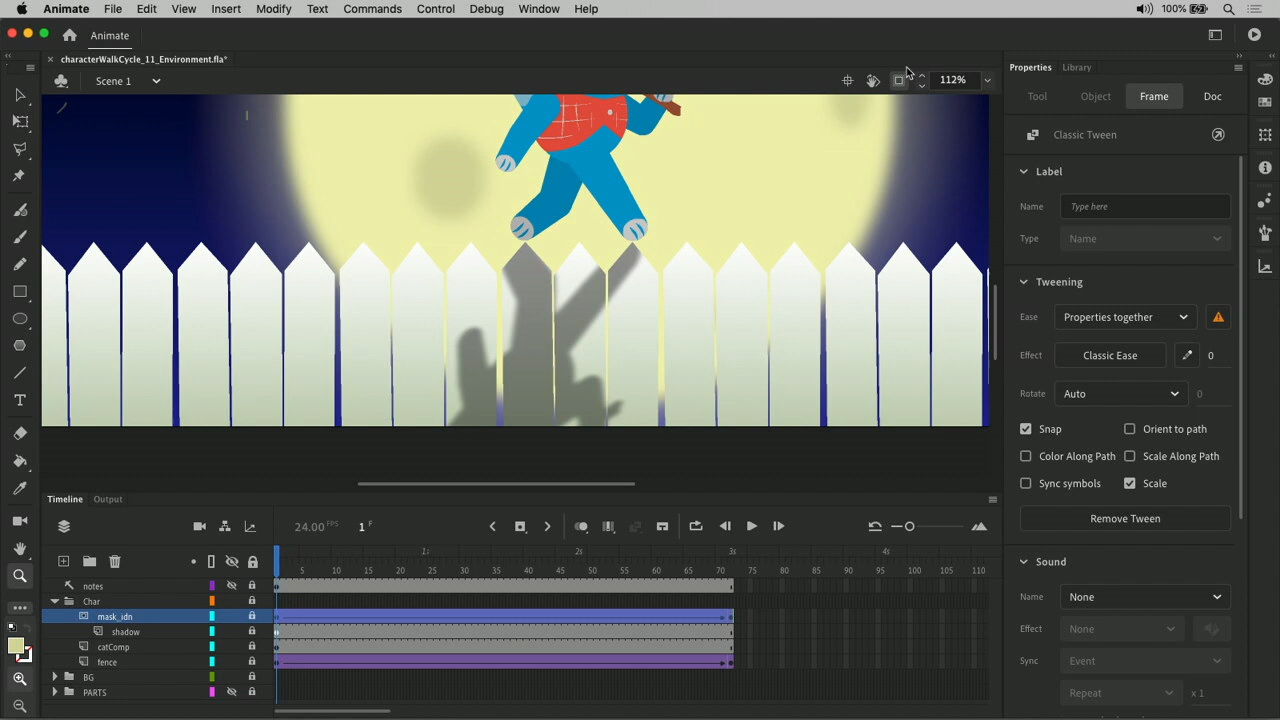 Animate File Edit View Insert Modify Text Commands Control Debug Window Help 100%
Animate
characterWalkCycle_11_Environment.fla*
Scene 1 112%
Properties Library
Tool Object Frame Doc
Classic Tween
Label
Name Type here
Type Name
Tweening
Ease Properties together
Effect Classic Ease 0
Rotate Auto 0
Snap Orient to path
Color Along Path Scale Along Path
Sync symbols Scale
Remove Tween
Sound
Name None
Effect None
Sync Event
Repeat x 1
Timeline Output
24.00 FPS 1 F
1s 2s 3s 4s
5 10 15 20 25 30 35 40 45 50 55 60 65 70 75 80 85 90 95 100 105 110
notes
Char
mask_idn
shadow
catComp
fence
BG
PARTS